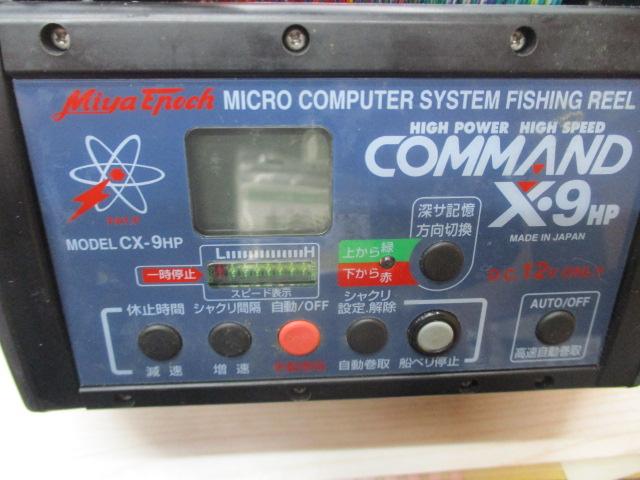 Miya Epoch MICRO COMPUTER SYSTEM FISHING REEL
HIGH POWER HIGH SPEED
COMMAND
X-9HP
MADE IN JAPAN
MODEL CX-9HP
深サ記憶
方向切換
L H
一時停止
スピード表示
上から緑
下から赤
D.C. 12V ONLY
休止時間
シャクリ間隔
自動/OFF
シャクリ
設定.解除
AUTO/OFF
減速
増速
自動巻取
船べリ停止
高速自動巻取